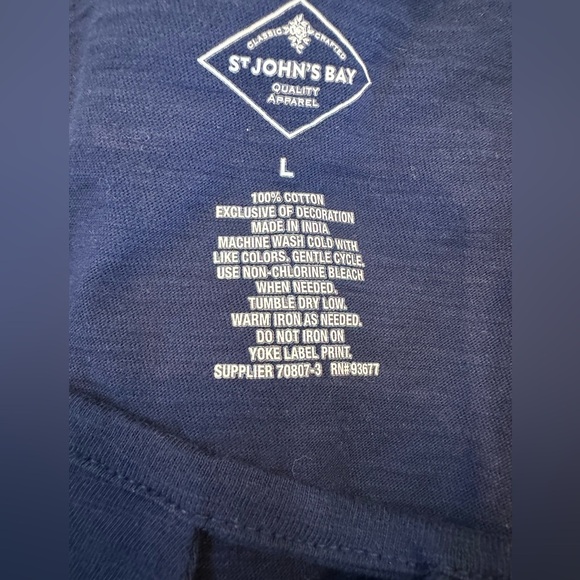 CLASSIC CRAFTED
ST JOHN'S BAY
QUALITY
APPAREL
L
100% COTTON
EXCLUSIVE OF DECORATION
MADE IN INDIA
MACHINE WASH COLD WITH
LIKE COLORS. GENTLE CYCLE.
USE NON-CHLORINE BLEACH
WHEN NEEDED.
TUMBLE DRY LOW.
WARM IRON AS NEEDED.
DO NOT IRON ON
YOKE LABEL PRINT.
SUPPLIER 70807-3 RN#93677